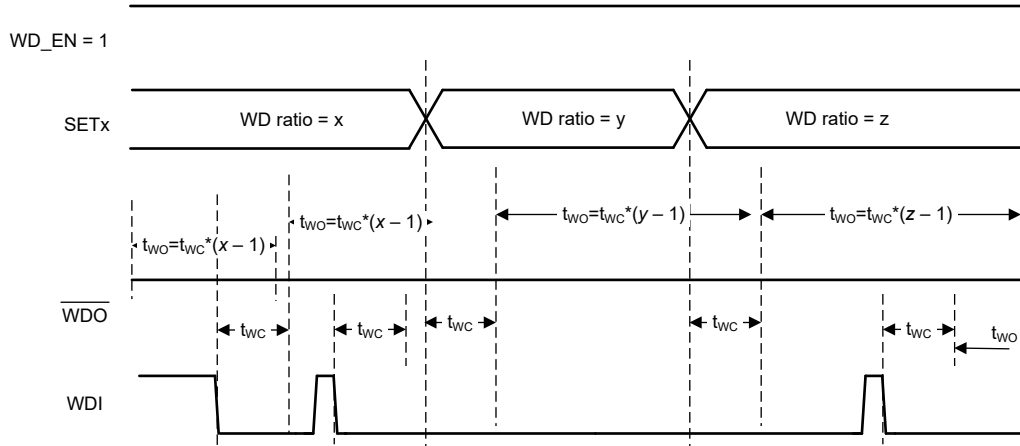 WD_EN = 1
SETx
WD ratio = x
WD ratio = y
WD ratio = z
tWO=tWC*(x – 1)
tWO=tWC*(x – 1)
tWO=tWC*(y – 1)
tWO=tWC*(z – 1)
WDO
tWC
tWC
tWC
tWC
tWC
tWO
WDI